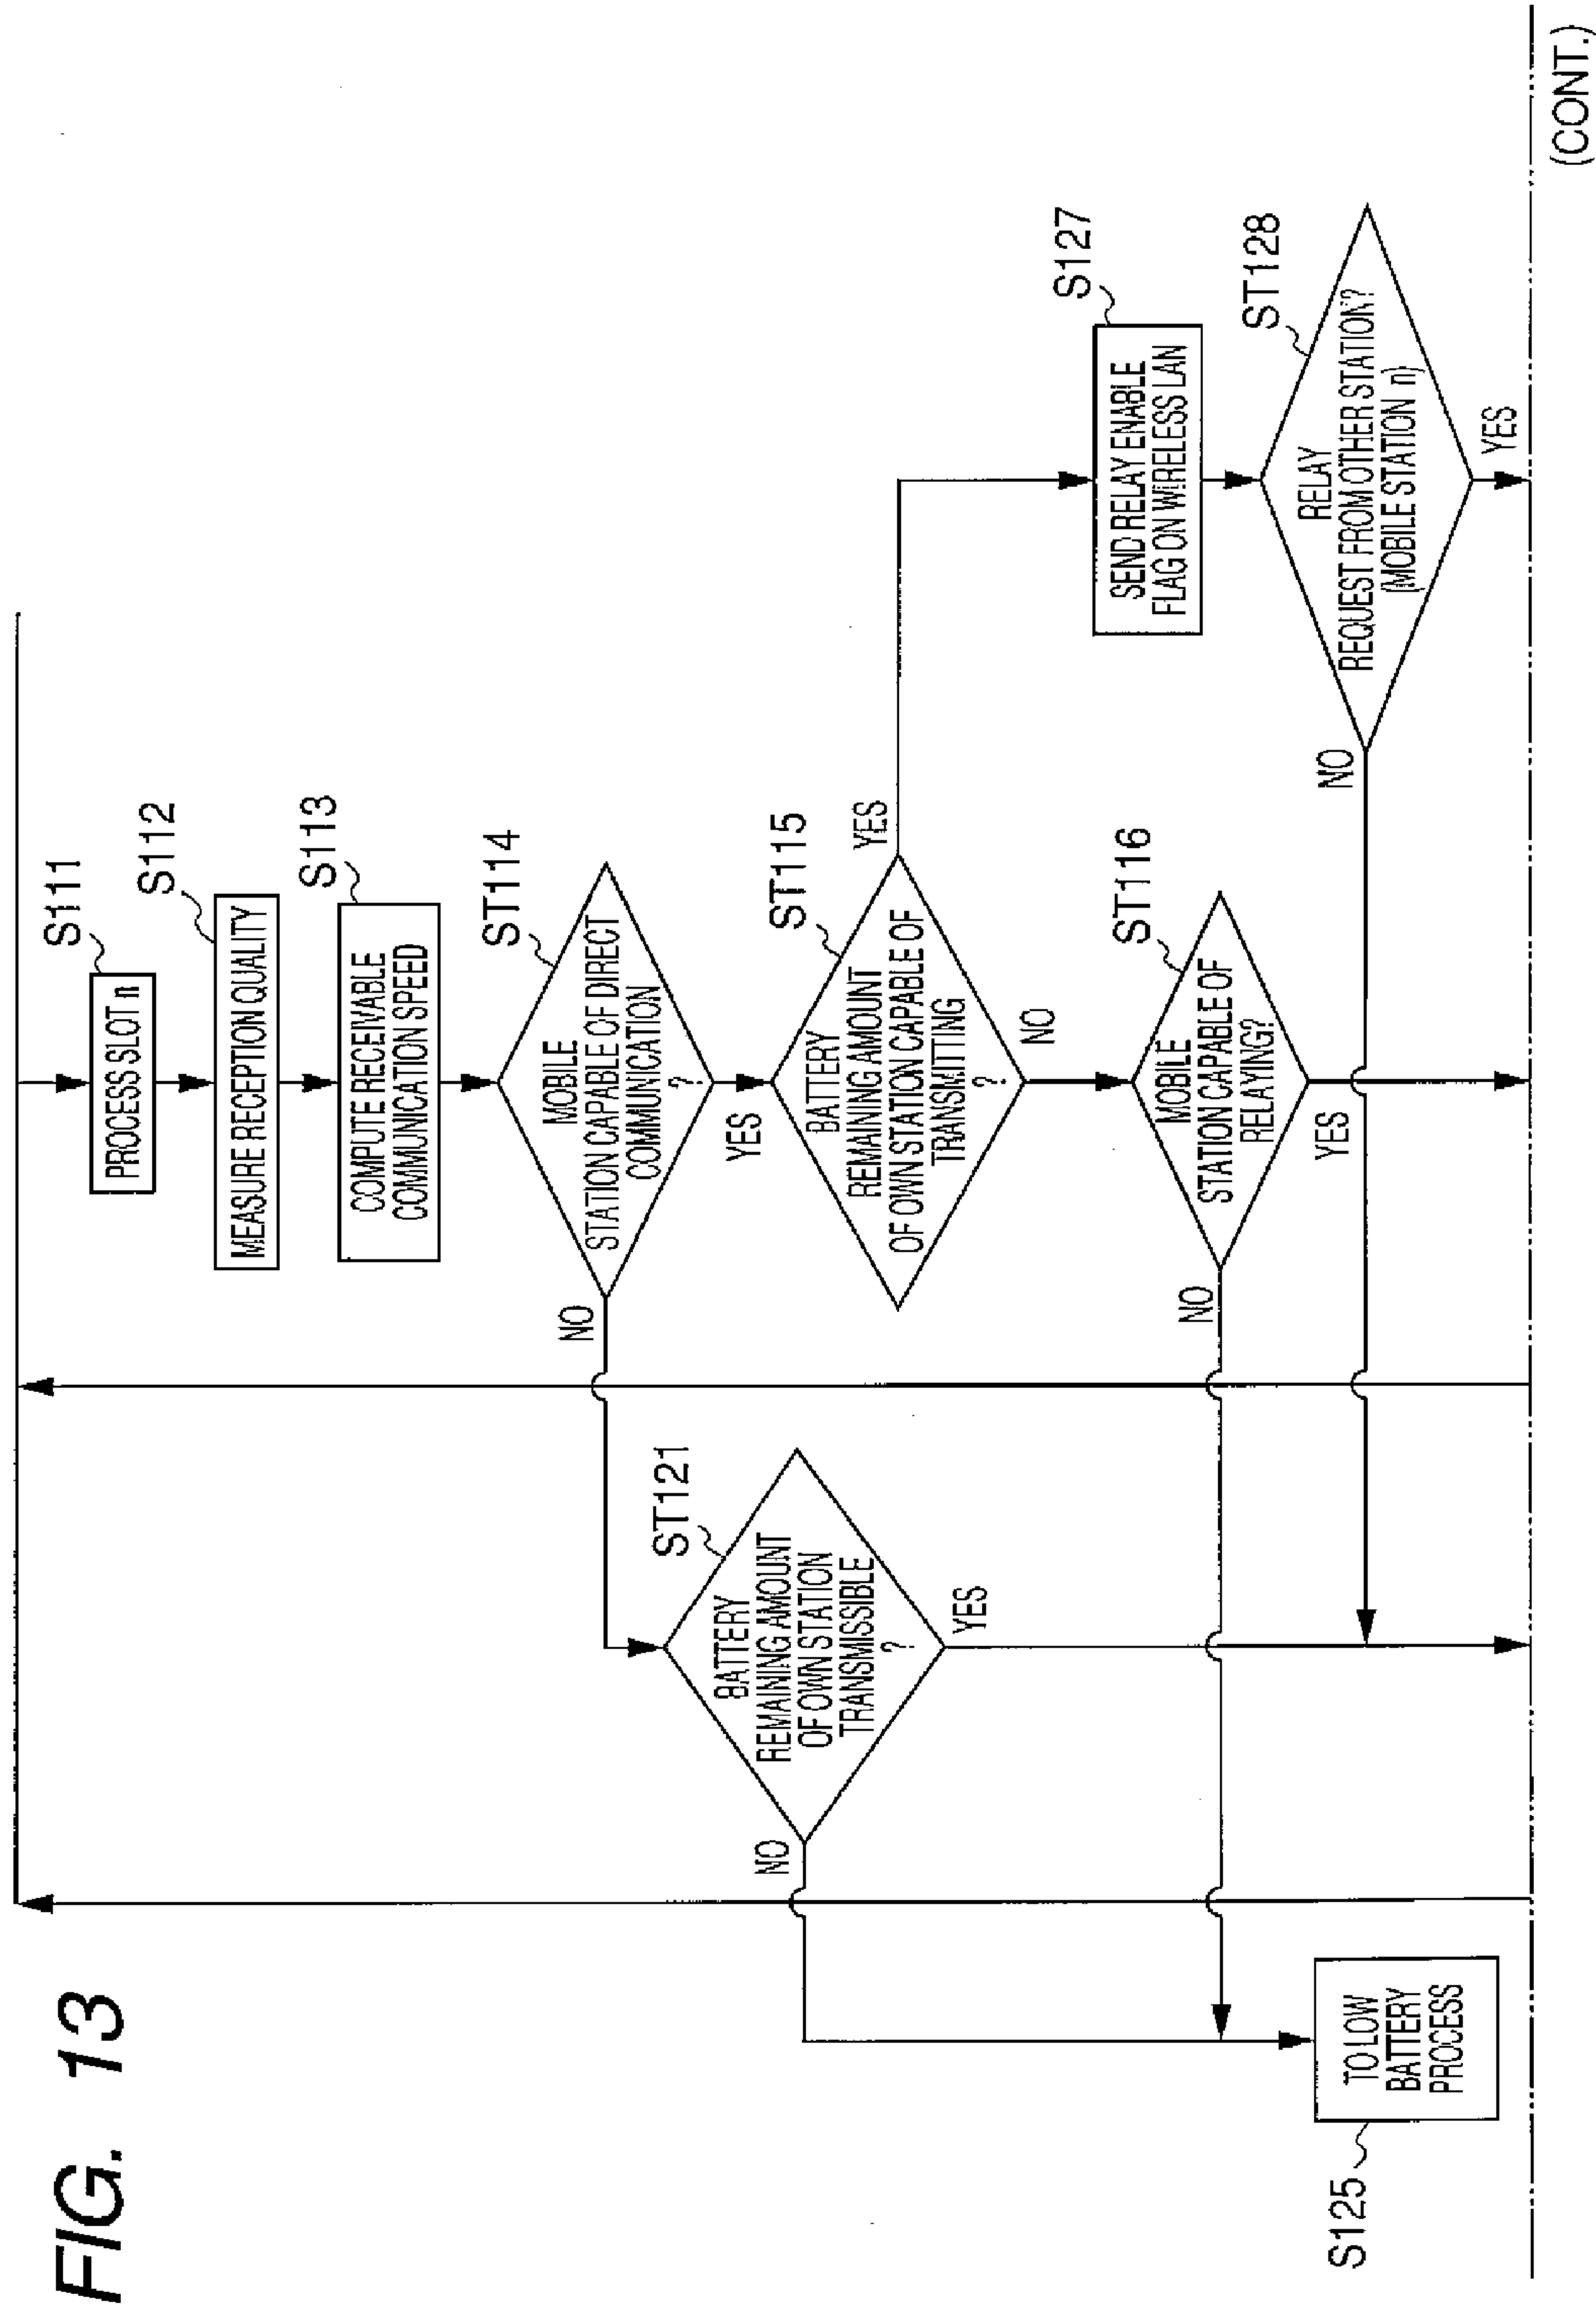 FIG. 13
S111
PROCESS SLOT n
S112
MEASURE RECEPTION QUALITY
S113
COMPUTE RECEIVABLE
COMMUNICATION SPEED
ST114
MOBILE
STATION CAPABLE OF DIRECT
COMMUNICATION
?
NO
YES
ST121
BATTERY
REMAINING AMOUNT
OF OWN STATION
TRANSMISSIBLE
?
NO
YES
ST115
BATTERY
REMAINING AMOUNT
OF OWN STATION CAPABLE OF
TRANSMITTING
?
YES
NO
S127
SEND RELAY ENABLE
FLAG ON WIRELESS LAN
ST116
MOBILE
STATION CAPABLE OF
RELAYING?
NO
YES
ST128
RELAY
REQUEST FROM OTHER STATION?
(MOBILE STATION n)
NO
YES
S125
TO LOW
BATTERY
PROCESS
(CONT.)